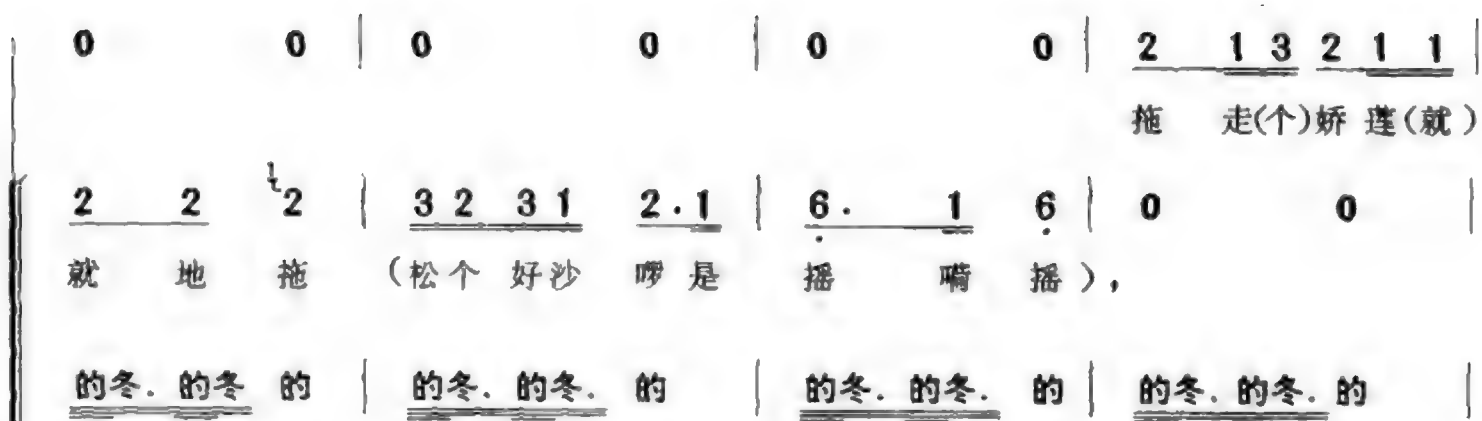 0 0 | 0 0 | 0 0 | 2 1 3 2 1 1 |
拖 走(个)娇 莲(就)
2 2 2 | 3 2 3 1 2 · 1 | 6 · 1 6 | 0 0 |
就 地 拖 (松个 好沙 啰是 摇 嗬 摇),
的冬. 的冬 的 | 的冬. 的冬. 的 | 的冬. 的冬. 的 | 的冬. 的冬. 的 |